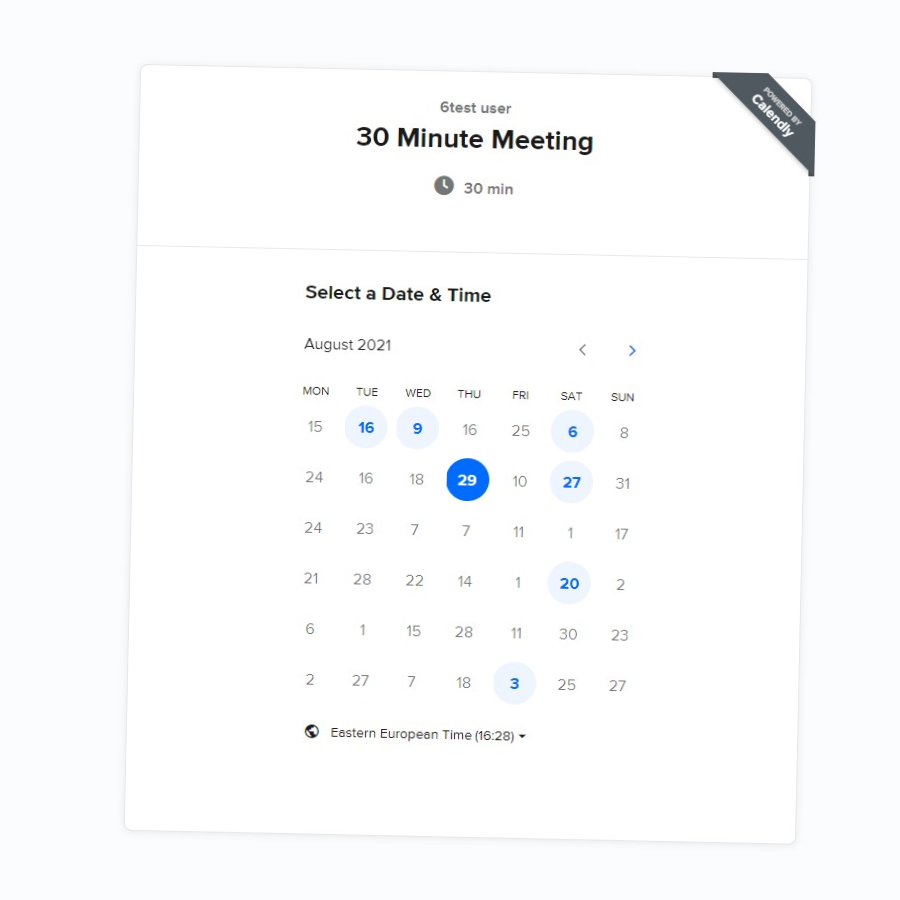 POWERED BY
Calendly
6test user
30 Minute Meeting
30 min
Select a Date & Time
August 2021
MON TUE WED THU FRI SAT SUN
15 16 9 16 25 6 8
24 16 18 29 10 27 31
24 23 7 7 11 1 17
21 28 22 14 1 20 2
6 1 15 28 11 30 23
2 27 7 18 3 25 27
Eastern European Time (16:28)